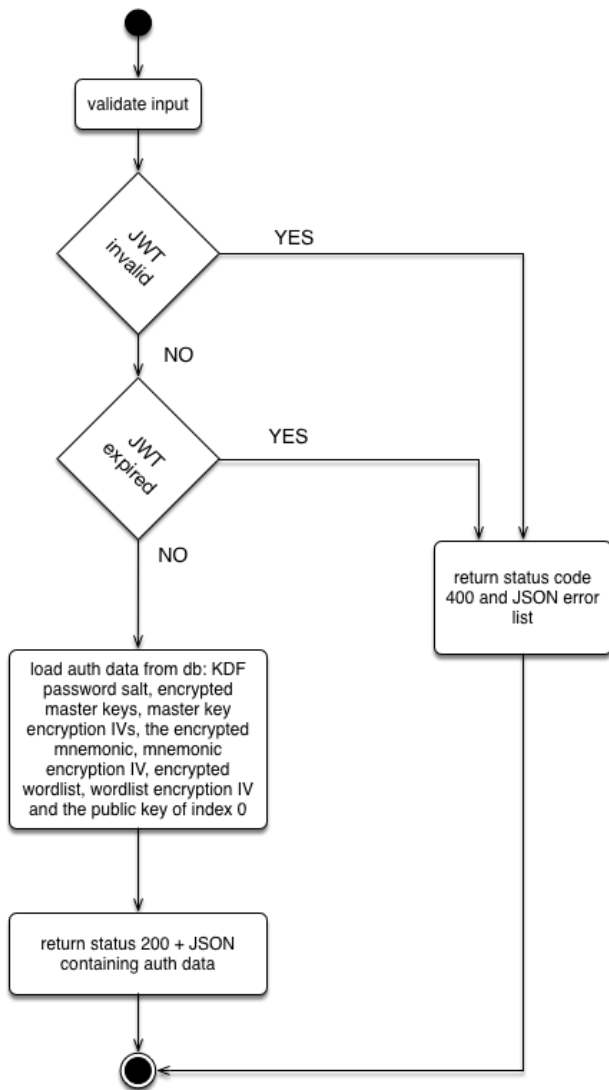 validate input
JWT
invalid
YES
NO
JWT
expired
YES
NO
return status code
400 and JSON error
list
load auth data from db: KDF
password salt, encrypted
master keys, master key
encryption IVs, the encrypted
mnemonic, mnemonic
encryption IV, encrypted
wordlist, wordlist encryption IV
and the public key of index 0
return status 200 + JSON
containing auth data